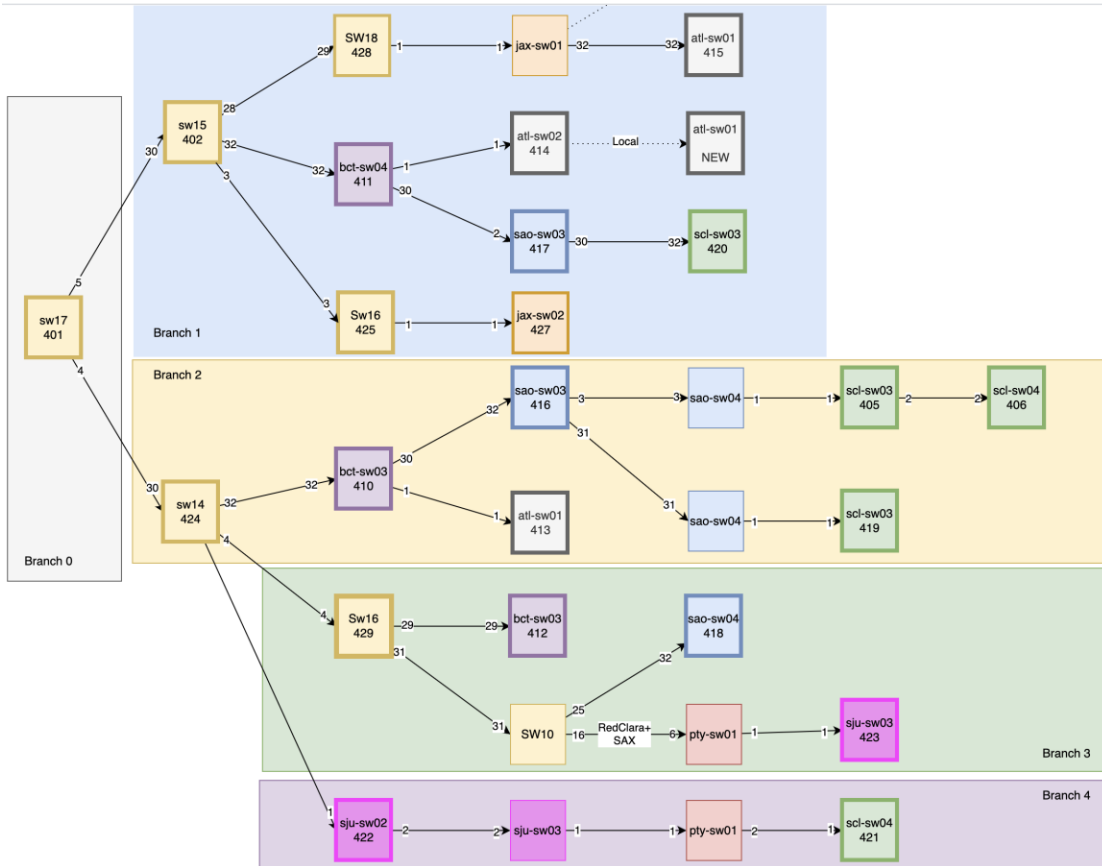 SW18
428
29
1
1
jax-sw01
32
32
atl-sw01
415
sw15
402
28
32
3
30
5
32
bct-sw04
411
1
30
1
atl-sw02
414
Local
atl-sw01
NEW
2
sao-sw03
417
30
32
scl-sw03
420
3
Sw16
425
1
1
jax-sw02
427
Branch 1
sw17
401
4
Branch 0
Branch 2
sao-sw03
416
32
3
31
3
sao-sw04
1
1
scl-sw03
405
2
2
scl-sw04
406
30
sw14
424
32
4
32
bct-sw03
410
30
1
1
atl-sw01
413
31
sao-sw04
1
1
scl-sw03
419
4
Sw16
429
29
31
29
bct-sw03
412
sao-sw04
418
32
31
SW10
25
16
RedClara+
SAX
6
pty-sw01
1
1
sju-sw03
423
Branch 3
Branch 4
1
sju-sw02
422
2
2
sju-sw03
1
1
pty-sw01
2
1
scl-sw04
421